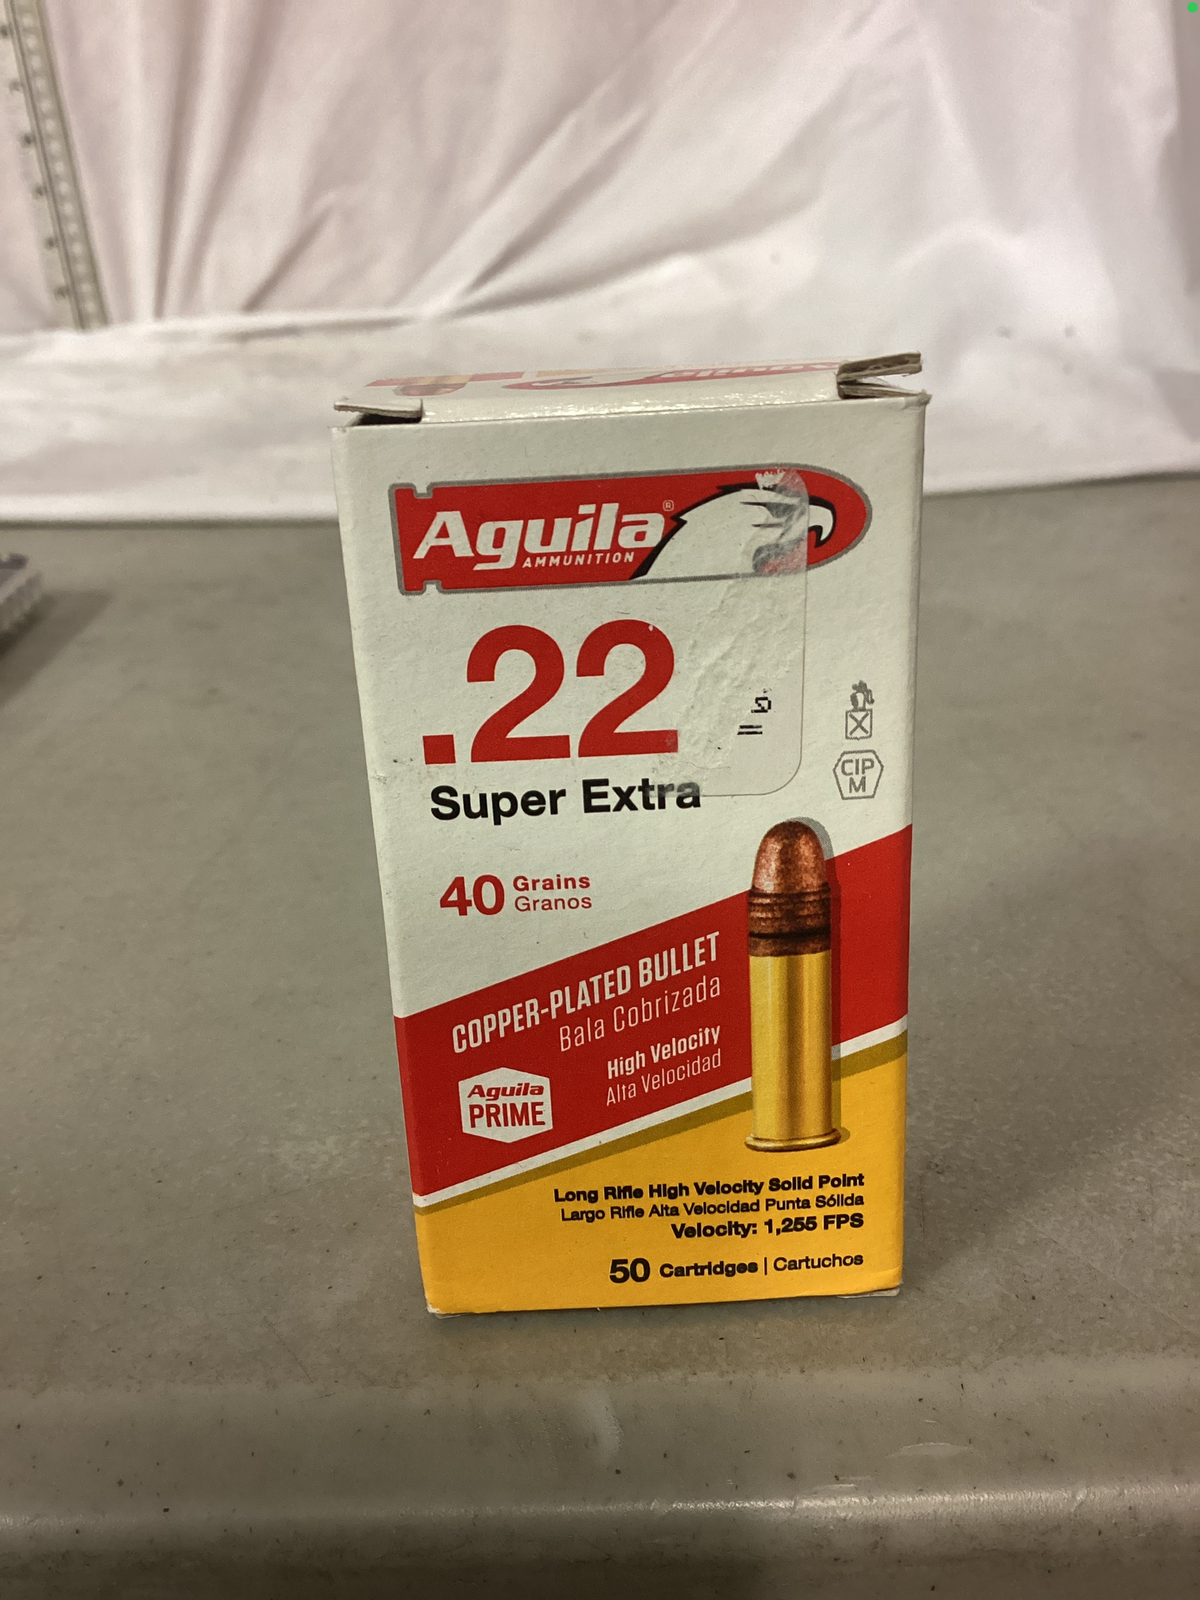 Aguila®
AMMUNITION
.22
Super Extra
CIP
M
40 Grains
Granos
COPPER-PLATED BULLET
Bala Cobrizada
High Velocity
Alta Velocidad
Aguila
PRIME
Long Rifle High Velocity Solid Point
Largo Rifle Alta Velocidad Punta Sólida
Velocity: 1,255 FPS
50 Cartridges | Cartuchos